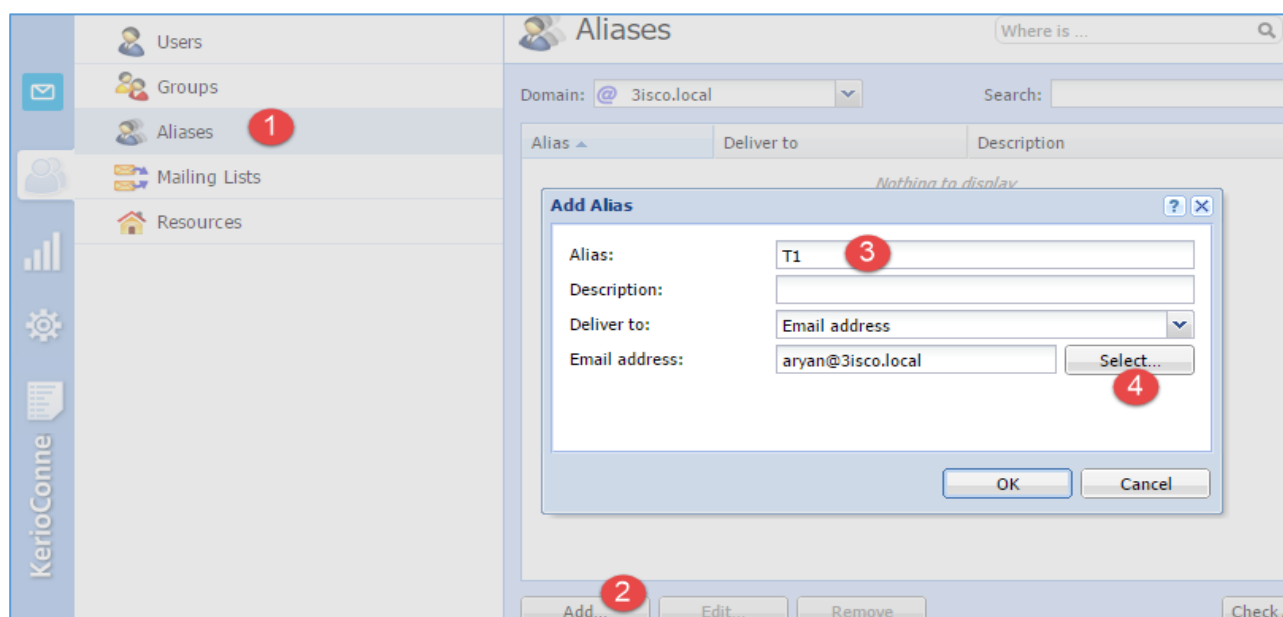 Users
Groups
Aliases 1
Mailing Lists
Resources
KerioConne
Aliases
Where is ...
Domain: @ 3isco.local
Search:
Alias Deliver to Description
Nothing to display
Add Alias
? X
Alias: T1 3
Description:
Deliver to: Email address
Email address: aryan@3isco.local Select...
4
OK Cancel
2
Add... Edit... Remove Check